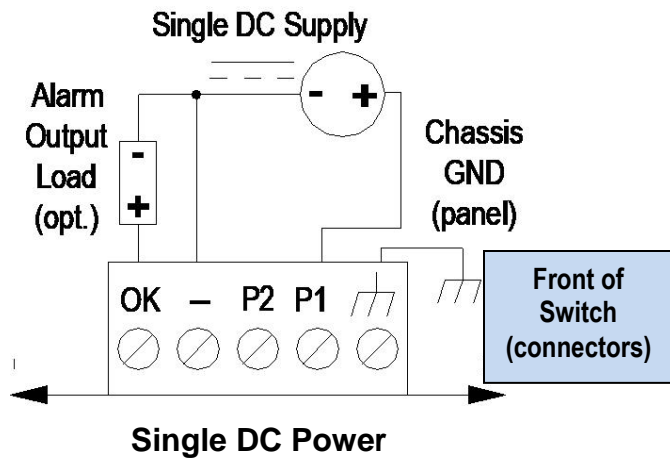 Single DC Supply
- +
Alarm
Output
Load
(opt.)
-
+
Chassis
GND
(panel)
OK – P2 P1
Front of
Switch
(connectors)
Single DC Power